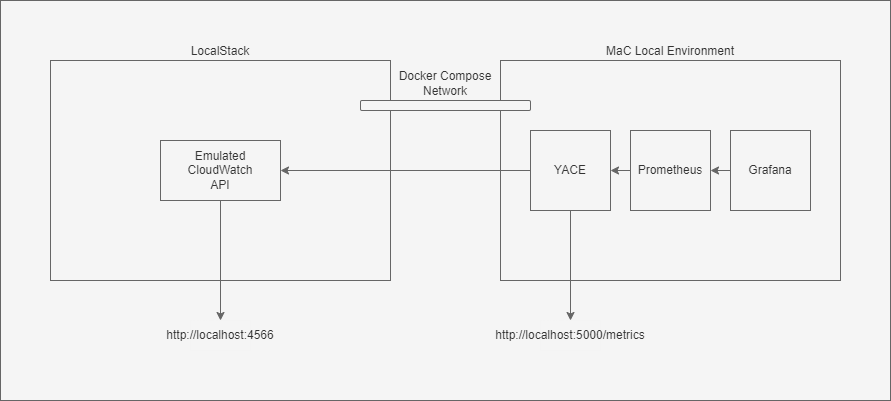 LocalStack
MaC Local Environment
Docker Compose
Network
Emulated
CloudWatch
API
YACE
Prometheus
Grafana
http://localhost:4566
http://localhost:5000/metrics